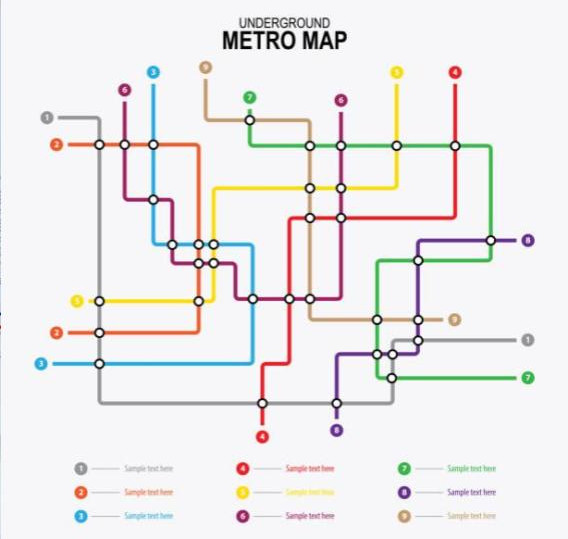 UNDERGROUND
METRO MAP
9
3
5
4
6
7
6
1
2
8
5
9
2
1
3
7
8
4
1 Sample text here
4 Sample text here
7 Sample text here
2 Sample text here
5 Sample text here
8 Sample text here
3 Sample text here
6 Sample text here
9 Sample text here